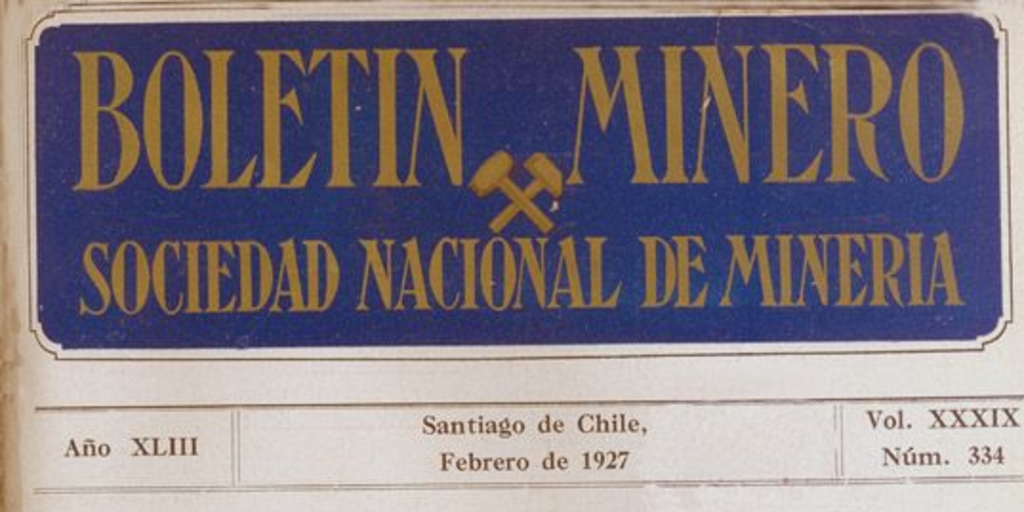 BOLETIN MINERO
SOCIEDAD NACIONAL DE MINERIA
Año XLIII
Santiago de Chile,
Febrero de 1927
Vol. XXXIX
Núm. 334